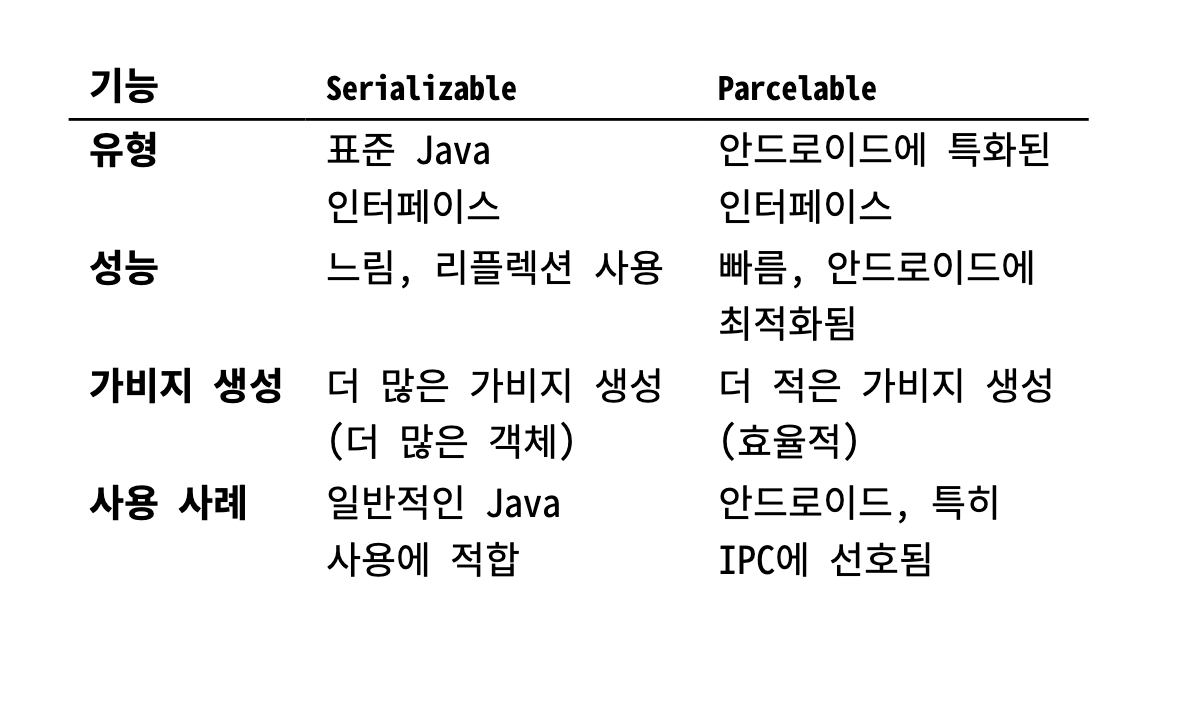 기능 Serializable Parcelable
유형 표준 Java 안드로이드에 특화된
인터페이스 인터페이스
성능 느림, 리플렉션 사용 빠름, 안드로이드에
최적화됨
가비지 생성 더 많은 가비지 생성 더 적은 가비지 생성
(더 많은 객체) (효율적)
사용 사례 일반적인 Java 안드로이드, 특히
사용에 적합 IPC에 선호됨